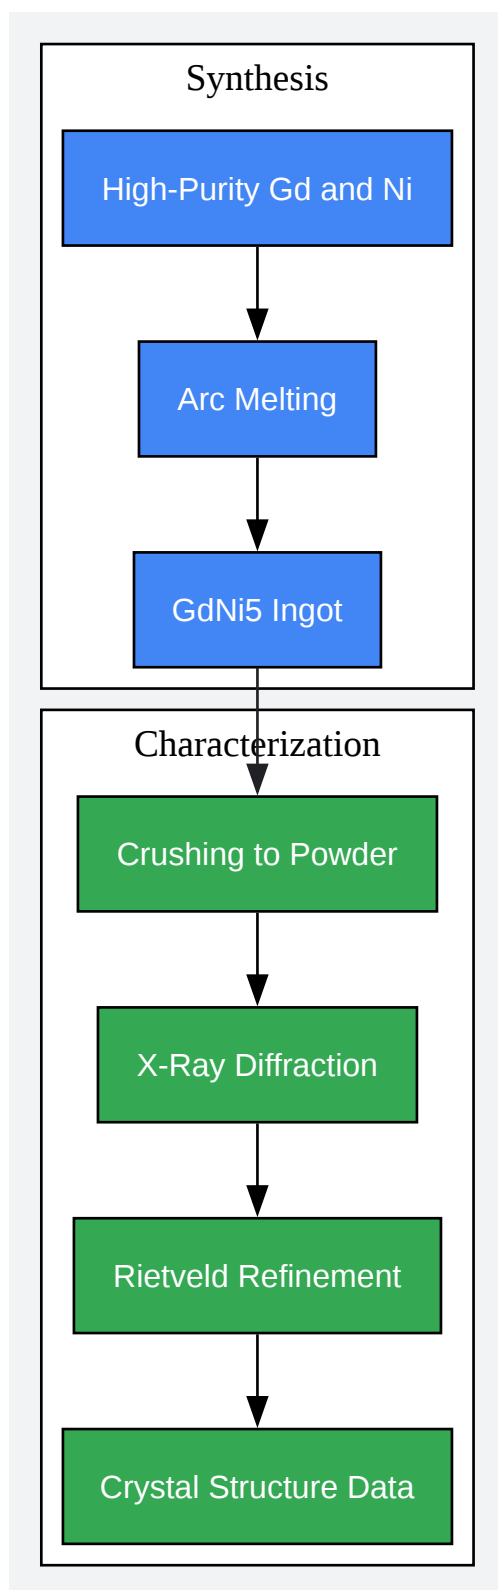 Synthesis
High-Purity Gd and Ni
Arc Melting
GdNi5 Ingot
Characterization
Crushing to Powder
X-Ray Diffraction
Rietveld Refinement
Crystal Structure Data